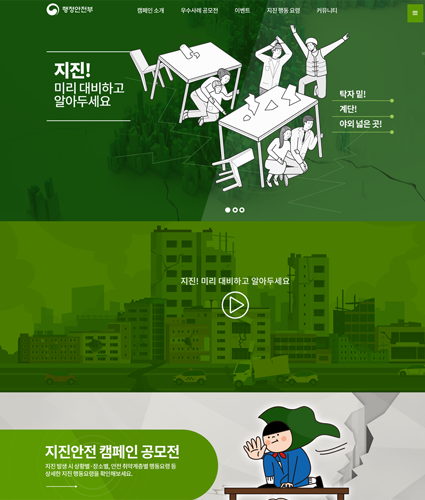 행정안전부
캠페인 소개
우수사례 공모전
이벤트
지진 행동 요령
커뮤니티
지진!
미리 대비하고
알아두세요
탁자 밑!
계단!
야외 넓은 곳!
지진! 미리 대비하고 알아두세요
지진안전 캠페인 공모전
지진 발생 시 상황별·장소별, 안전 취약계층별 행동요령 등
상세한 지진 행동요령을 확인해보세요.